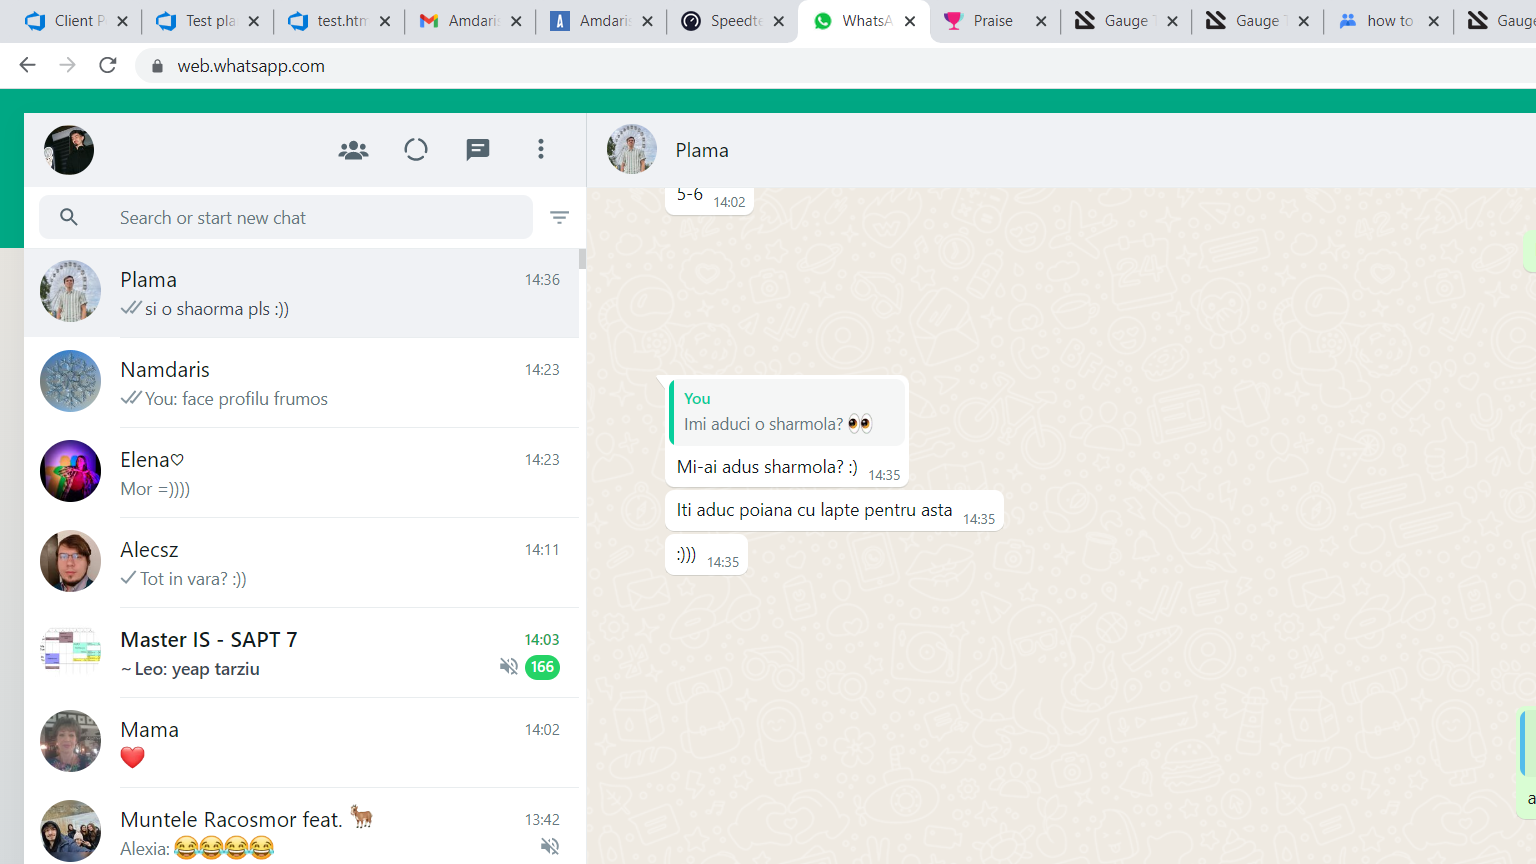 Client P
Test pla
test.htm
Amdaris
Amdaris
Speedte
WhatsA
Praise
Gauge T
Gauge T
how to
Gauge
web.whatsapp.com
Plama
Search or start new chat
5-6 14:02
Plama 14:36
si o shaorma pls :))
Namdaris 14:23
You: face profilu frumos
Elena♡ 14:23
Mor =))))
Alecsz 14:11
Tot in vara? :))
Master IS - SAPT 7 14:03
~Leo: yeap tarziu 166
Mama 14:02
❤️
Muntele Racosmor feat. 🐐 13:42
Alexia: 😂😂😂😂
You
Imi aduci o sharmola? 👀
Mi-ai adus sharmola? :) 14:35
Iti aduc poiana cu lapte pentru asta 14:35
:))) 14:35
a